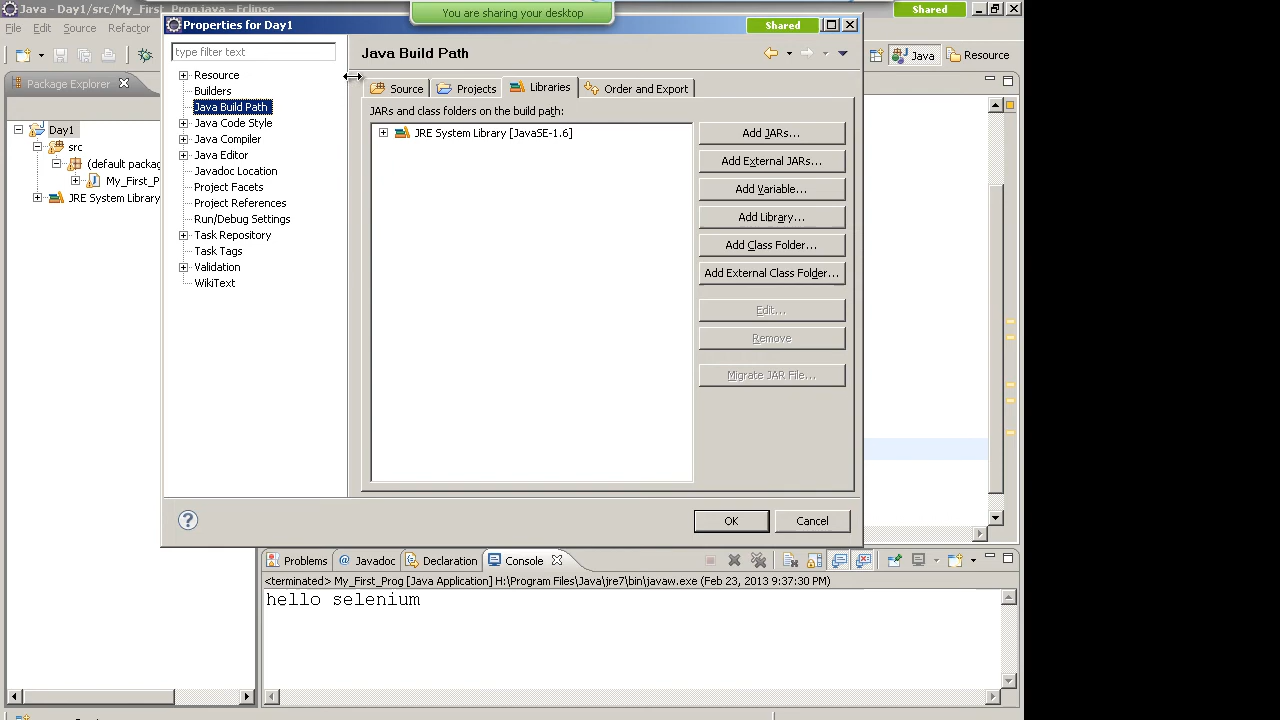 Java - Day1/src/My_First_Prog.java - Eclipse
You are sharing your desktop
Shared
File Edit Source Refactor
Properties for Day1
Shared
type filter text
Java Build Path
Java
Resource
Package Explorer
Resource
Builders
Java Build Path
Java Code Style
Java Compiler
Java Editor
Javadoc Location
Project Facets
Project References
Run/Debug Settings
Task Repository
Task Tags
Validation
WikiText
Source
Projects
Libraries
Order and Export
JARs and class folders on the build path:
JRE System Library [JavaSE-1.6]
Add JARs...
Add External JARs...
Add Variable...
Add Library...
Add Class Folder...
Add External Class Folder...
Edit...
Remove
Migrate JAR File...
Day1
src
(default packag
My_First_P
JRE System Library
OK
Cancel
Problems
@ Javadoc
Declaration
Console
<terminated> My_First_Prog [Java Application] H:\Program Files\Java\jre7\bin\javaw.exe (Feb 23, 2013 9:37:30 PM)
hello selenium